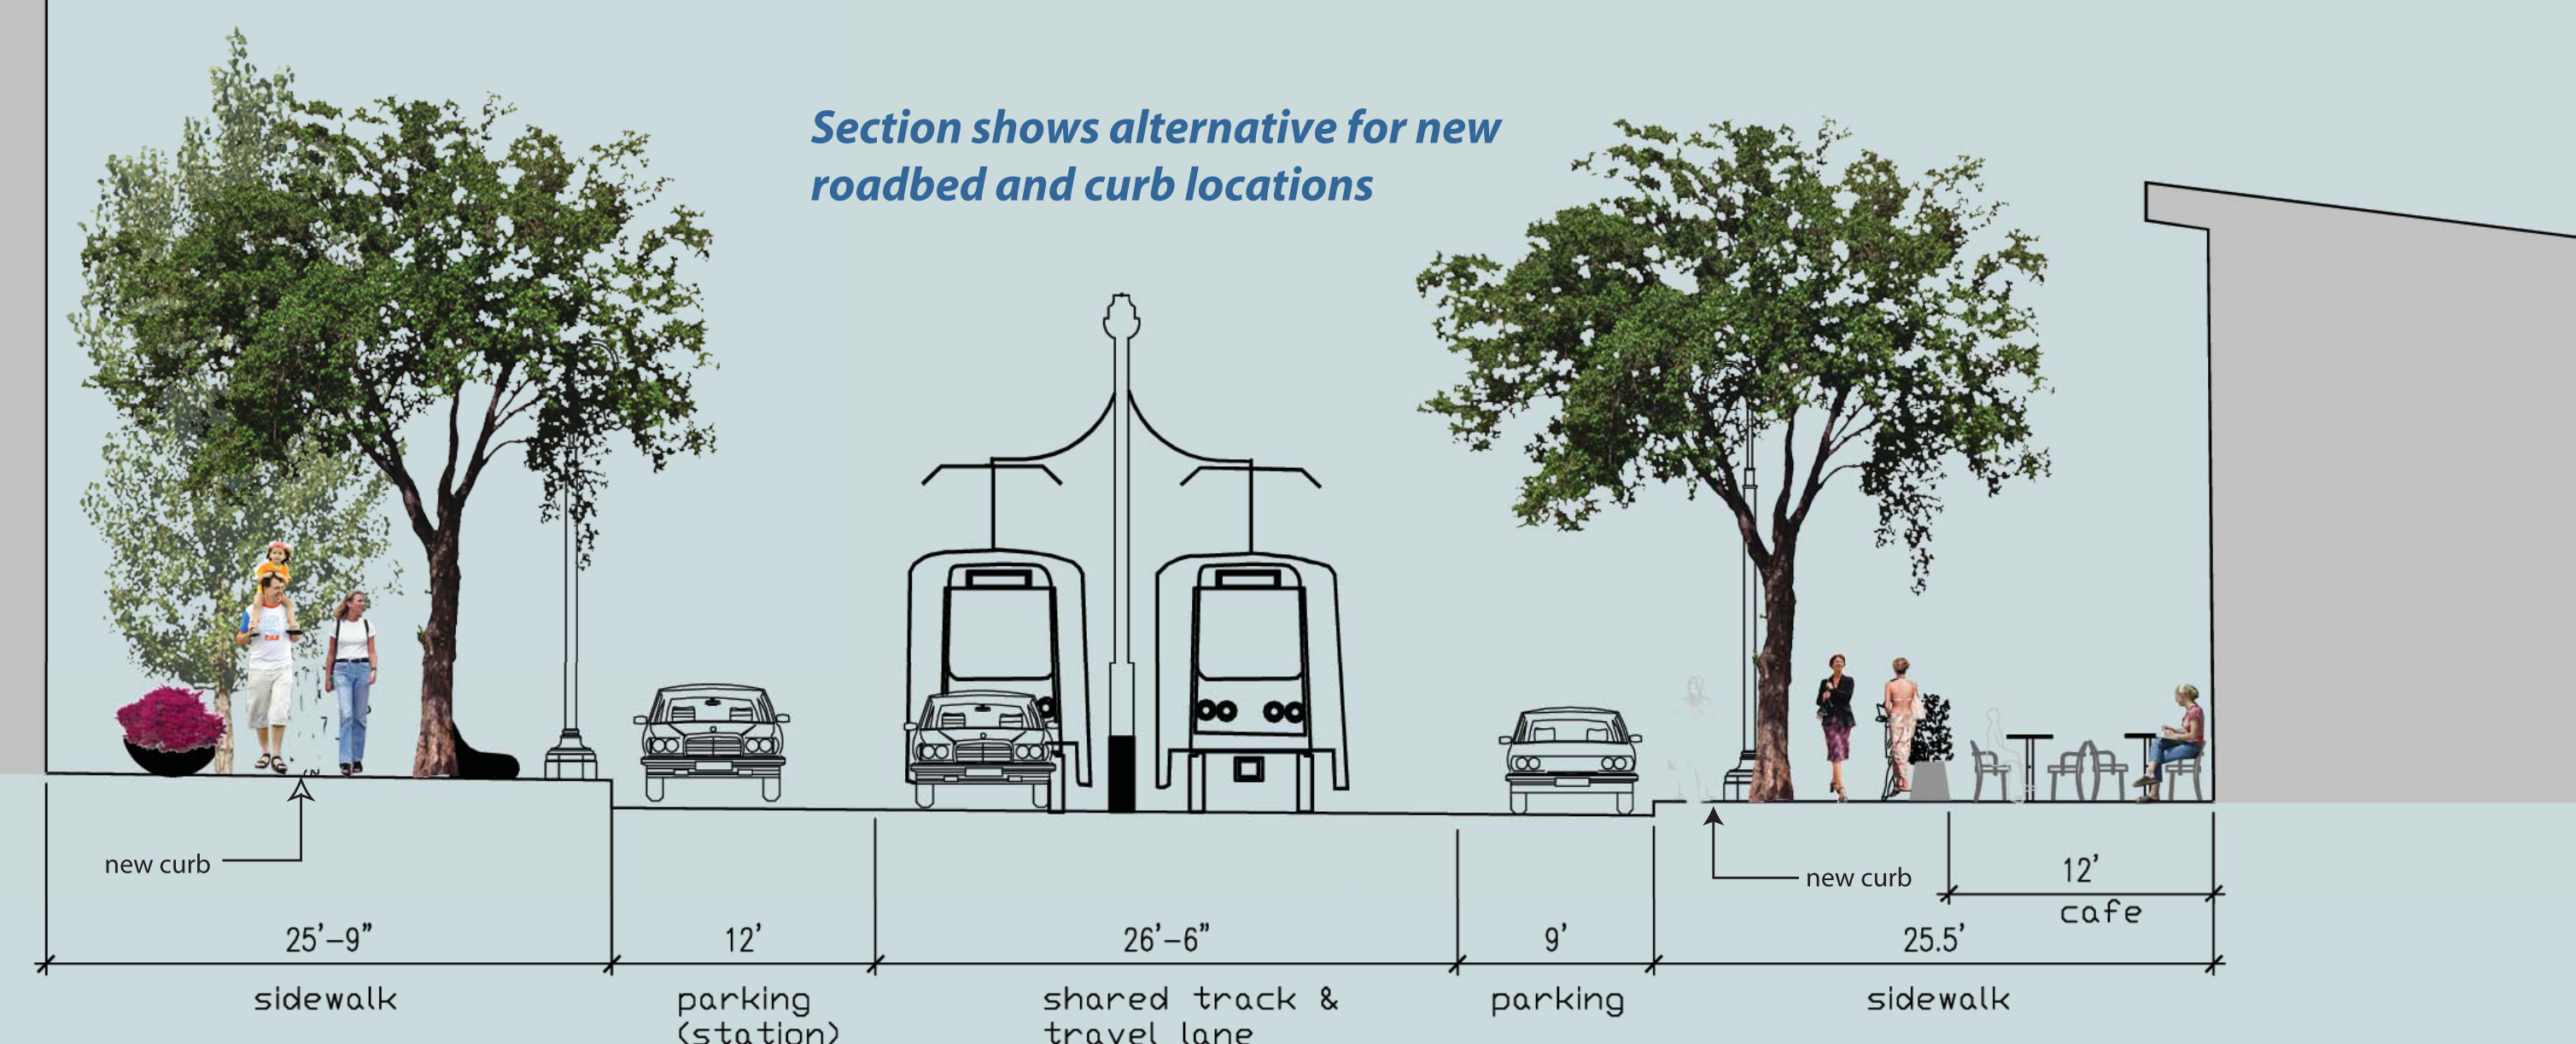 Section shows alternative for new
roadbed and curb locations
new curb
new curb
12'
cafe
25'-9"
12'
26'-6"
9'
25.5'
sidewalk
parking
(station)
shared track &
travel lane
parking
sidewalk